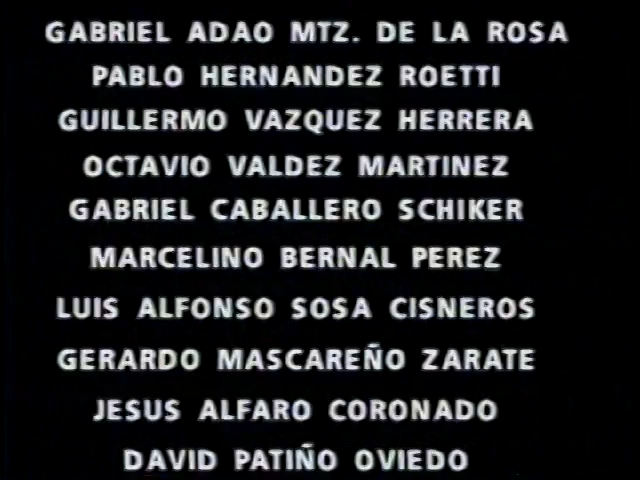 GABRIEL ADAO MTZ. DE LA ROSA
PABLO HERNANDEZ ROETTI
GUILLERMO VAZQUEZ HERRERA
OCTAVIO VALDEZ MARTINEZ
GABRIEL CABALLERO SCHIKER
MARCELINO BERNAL PEREZ
LUIS ALFONSO SOSA CISNEROS
GERARDO MASCAREÑO ZARATE
JESUS ALFARO CORONADO
DAVID PATIÑO OVIEDO